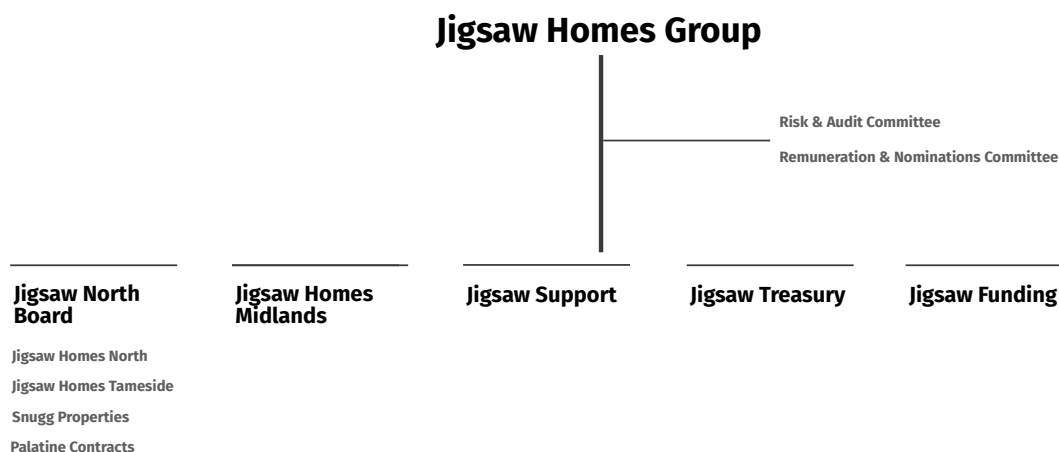 Jigsaw Homes Group
Risk & Audit Committee
Remuneration & Nominations Committee
Jigsaw North
Board
Jigsaw Homes
Midlands
Jigsaw Support
Jigsaw Treasury
Jigsaw Funding
Jigsaw Homes North
Jigsaw Homes Tameside
Snugg Properties
Palatine Contracts